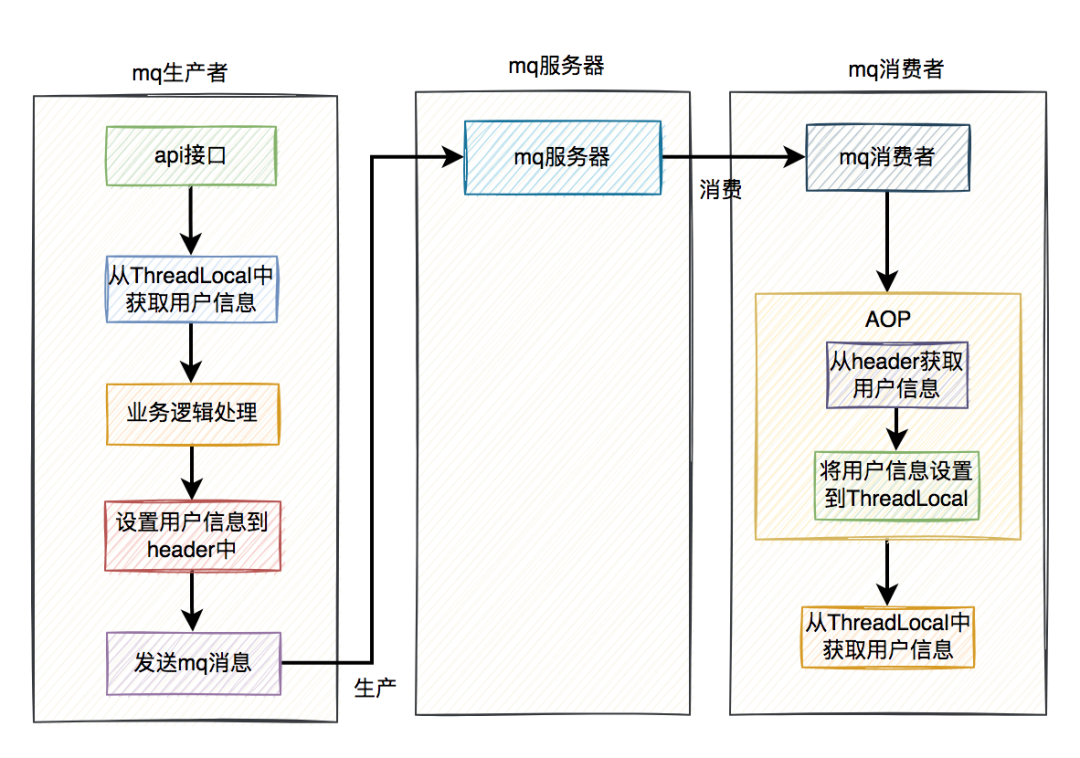 mq生产者
api接口
从ThreadLocal中
获取用户信息
业务逻辑处理
设置用户信息到
header中
发送mq消息
生产
mq服务器
mq服务器
消费
mq消费者
mq消费者
AOP
从header获取
用户信息
将用户信息设置
到ThreadLocal
从ThreadLocal中
获取用户信息